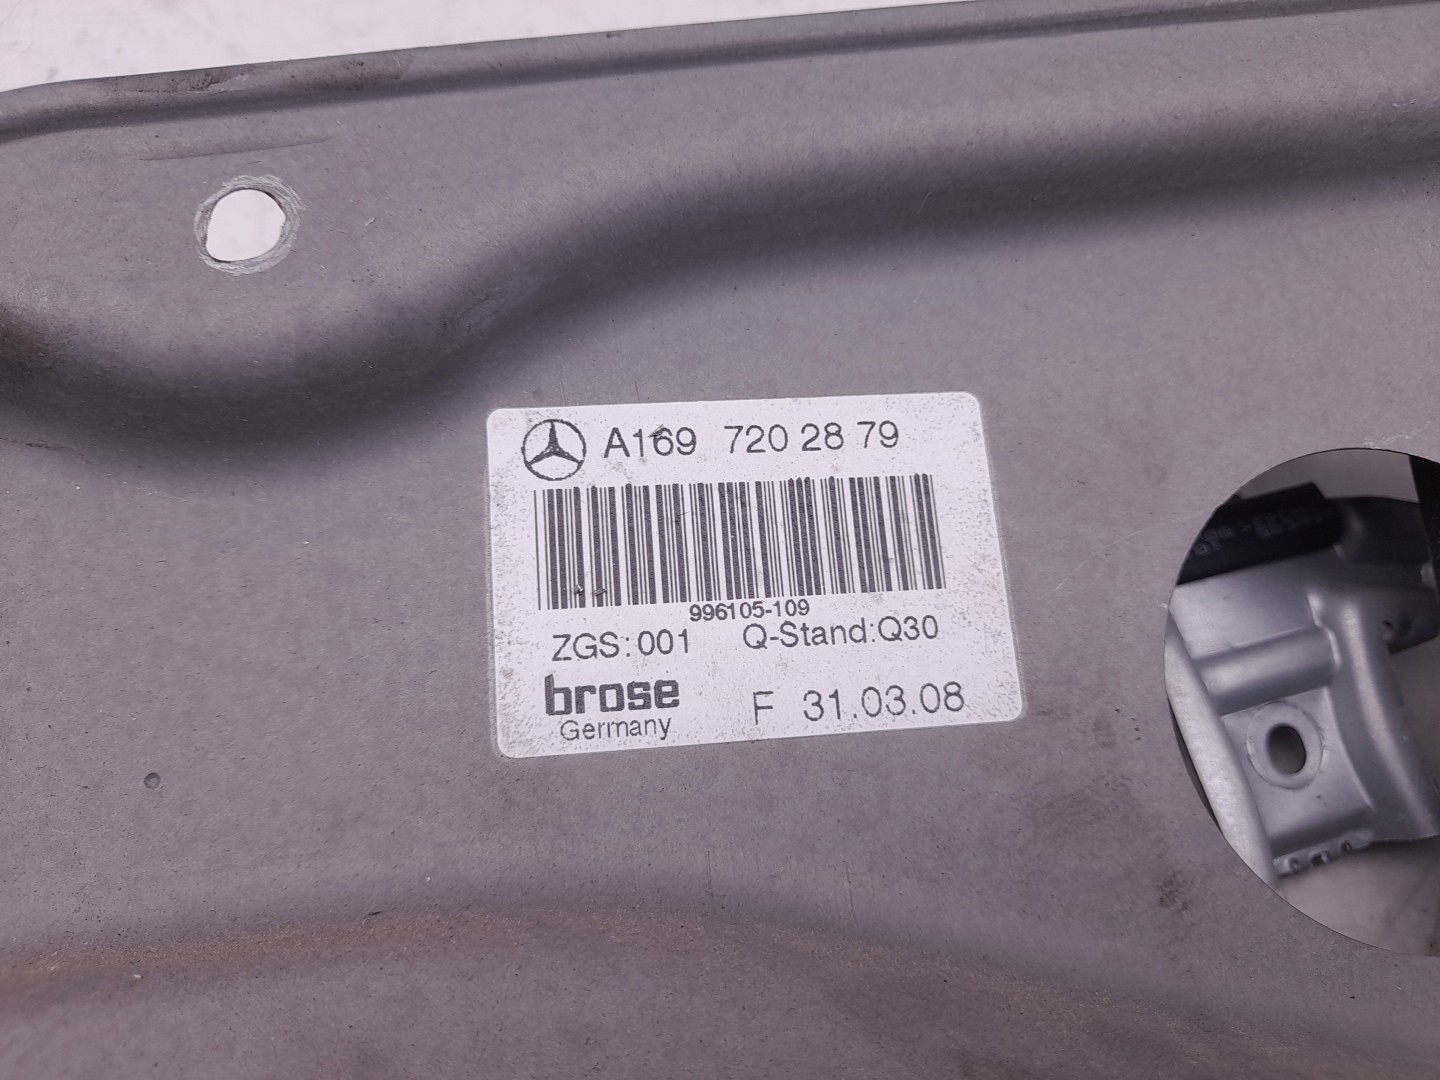 A169 720 28 79
996105-109
ZGS:001 Q-Stand:Q30
brose
Germany F 31.03.08